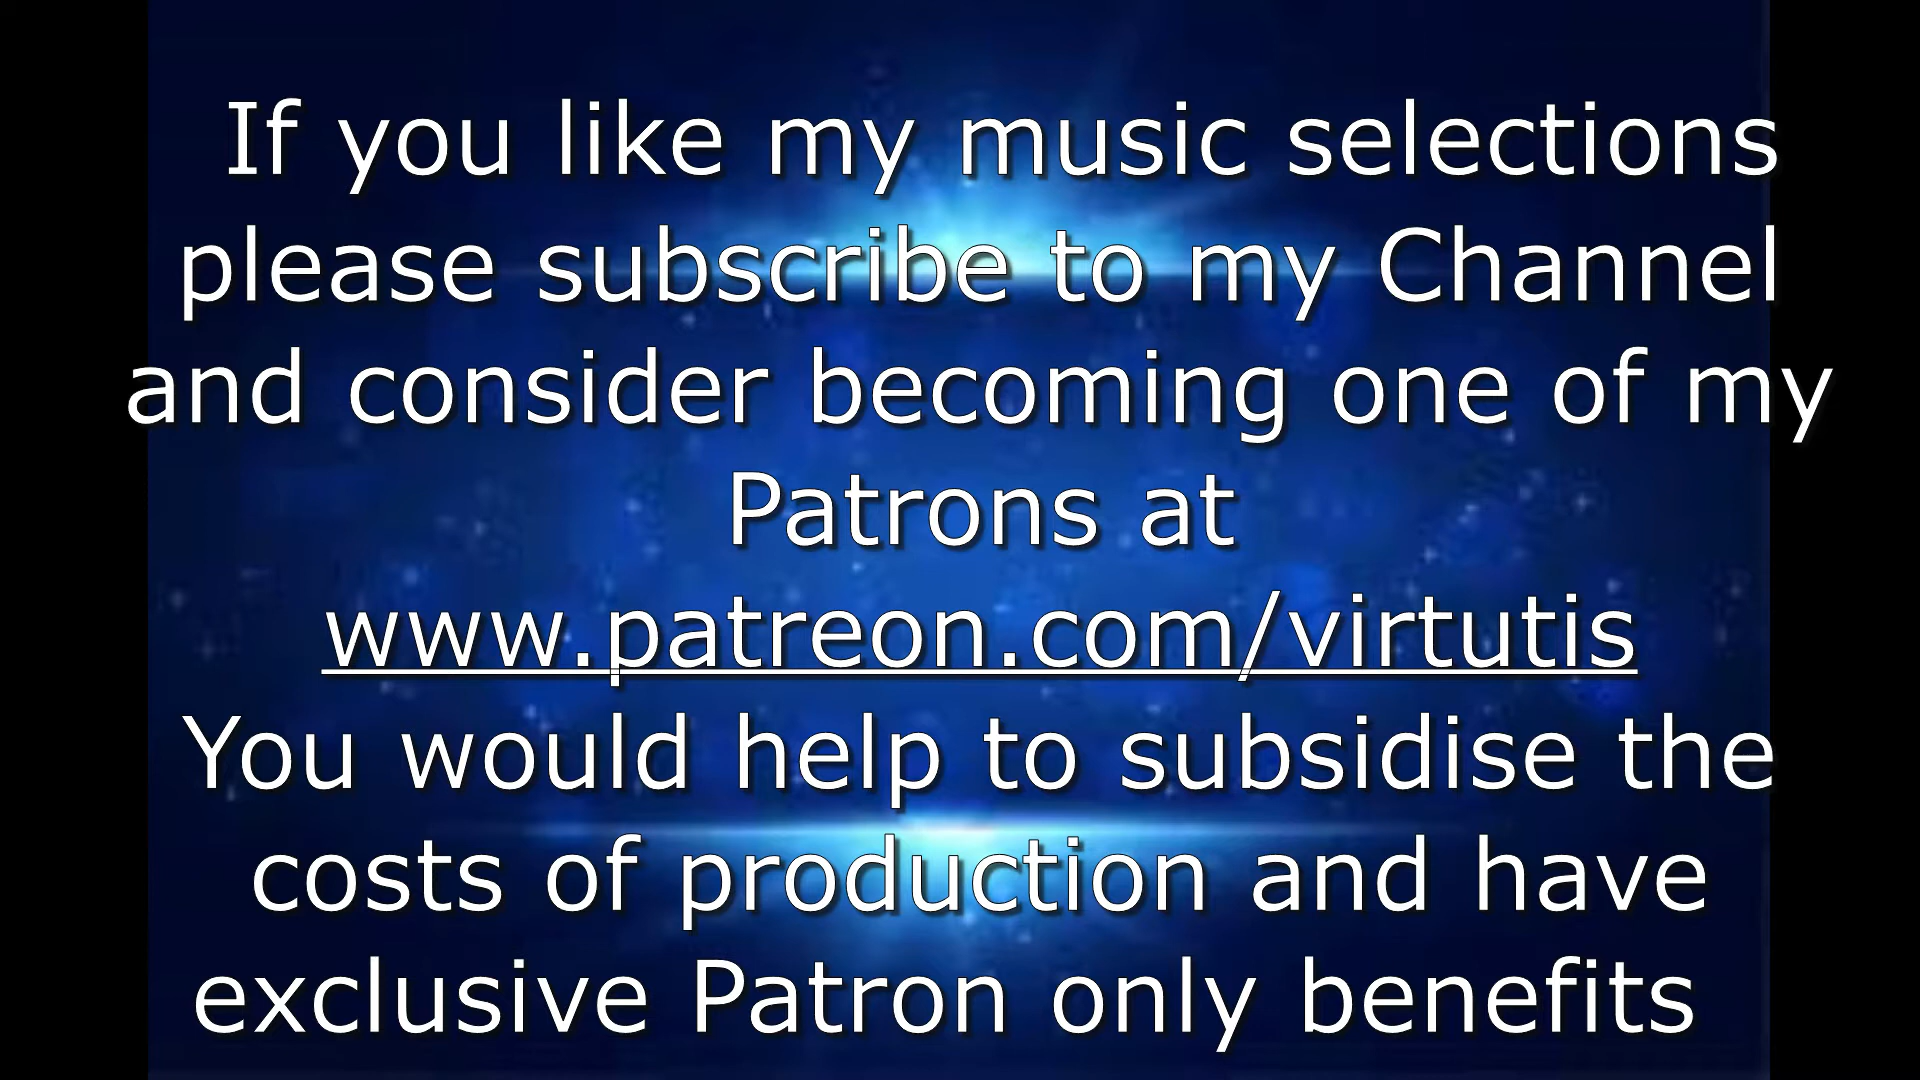 If you like my music selections
please subscribe to my Channel
and consider becoming one of my
Patrons at
www.patreon.com/virtutis
You would help to subsidise the
costs of production and have
exclusive Patron only benefits